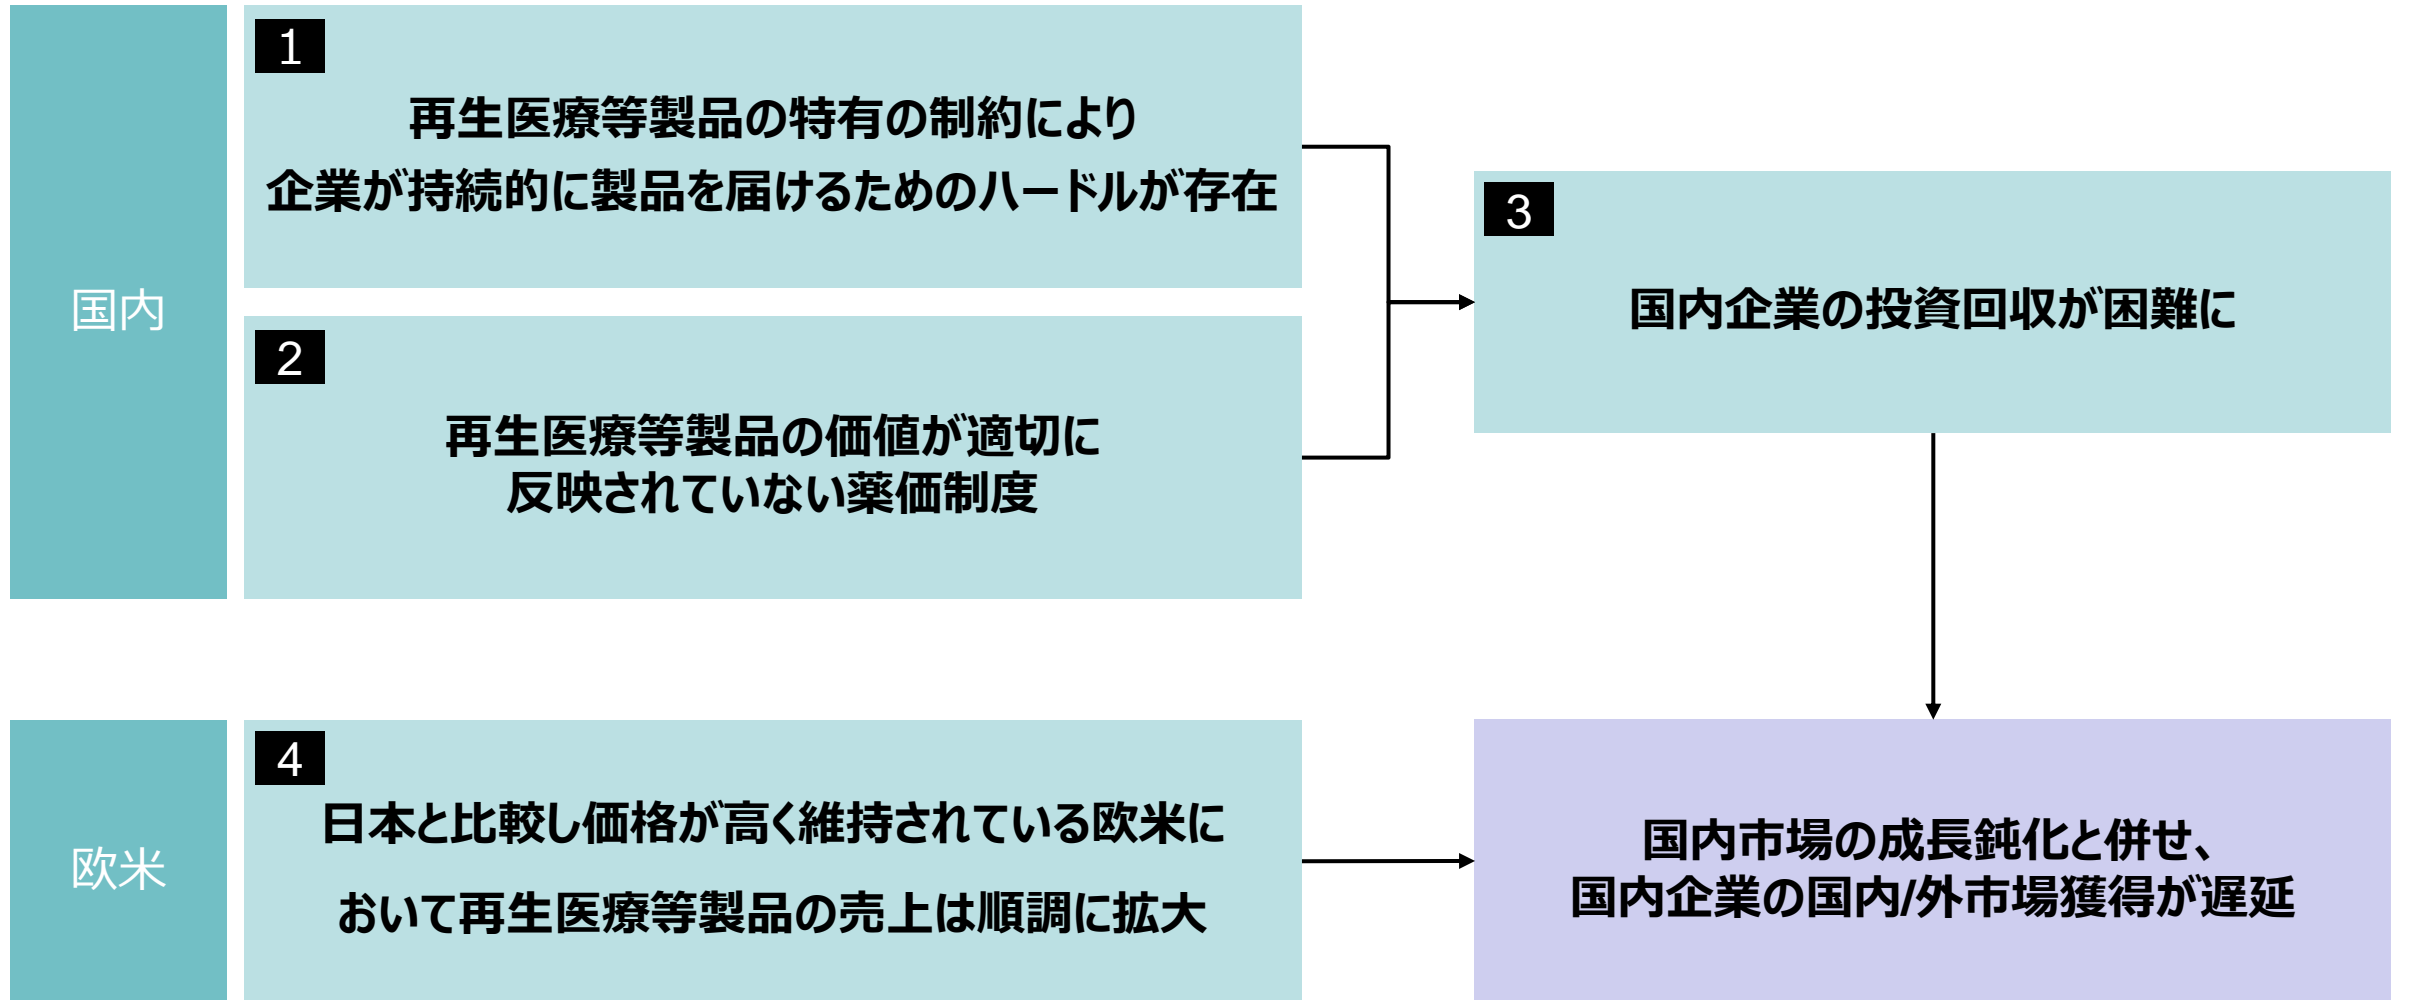 国内
1
再生医療等製品の特有の制約により
企業が持続的に製品を届けるためのハードルが存在
2
再生医療等製品の価値が適切に
反映されていない薬価制度
3
国内企業の投資回収が困難に
欧米
4
日本と比較し価格が高く維持されている欧米に
おいて再生医療等製品の売上は順調に拡大
国内市場の成長鈍化と併せ、
国内企業の国内/外市場獲得が遅延